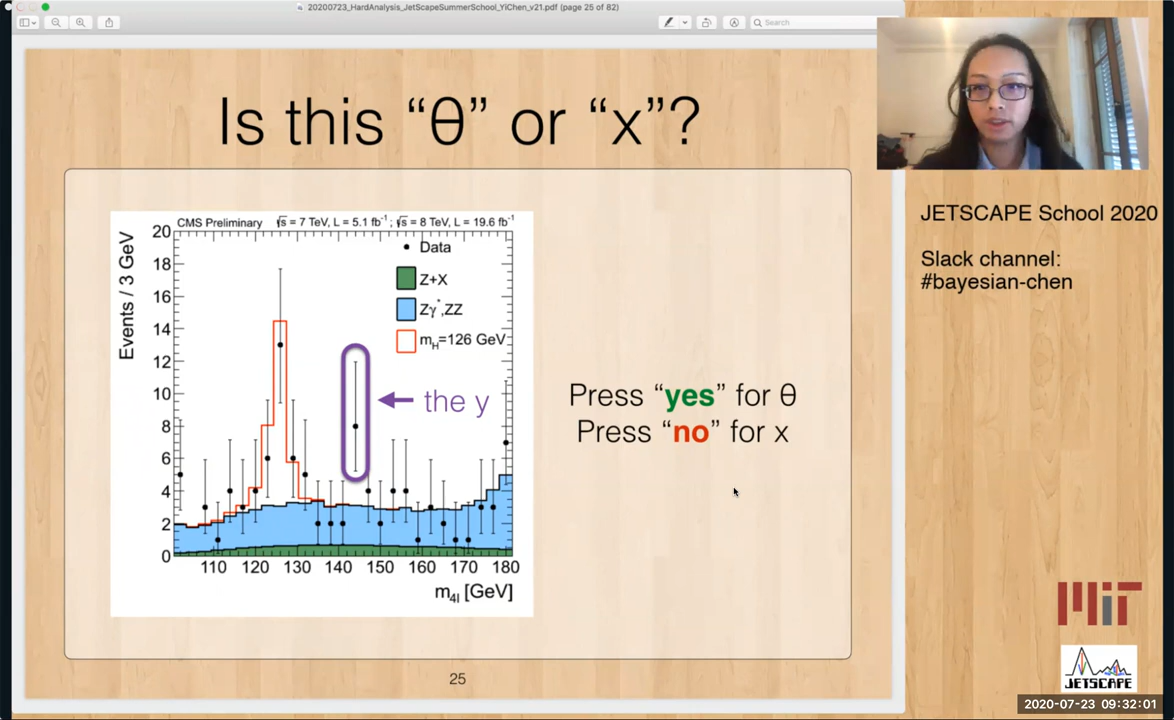 20200723_HardAnalysis_JetScapeSummerSchool_YiChen_v21.pdf (page 25 of 82)
Search
Is this “θ” or “x”?
CMS Preliminary √s = 7 TeV, L = 5.1 fb⁻¹ ; √s = 8 TeV, L = 19.6 fb⁻¹
Events / 3 GeV
20
18
16
14
12
10
8
6
4
2
0
Data
Z+X
Zγ*,ZZ
mH=126 GeV
the y
110 120 130 140 150 160 170 180
m4l [GeV]
Press “yes” for θ
Press “no” for x
25
JETSCAPE School 2020
Slack channel:
#bayesian-chen
MIT
JETSCAPE
2020-07-23 09:32:01